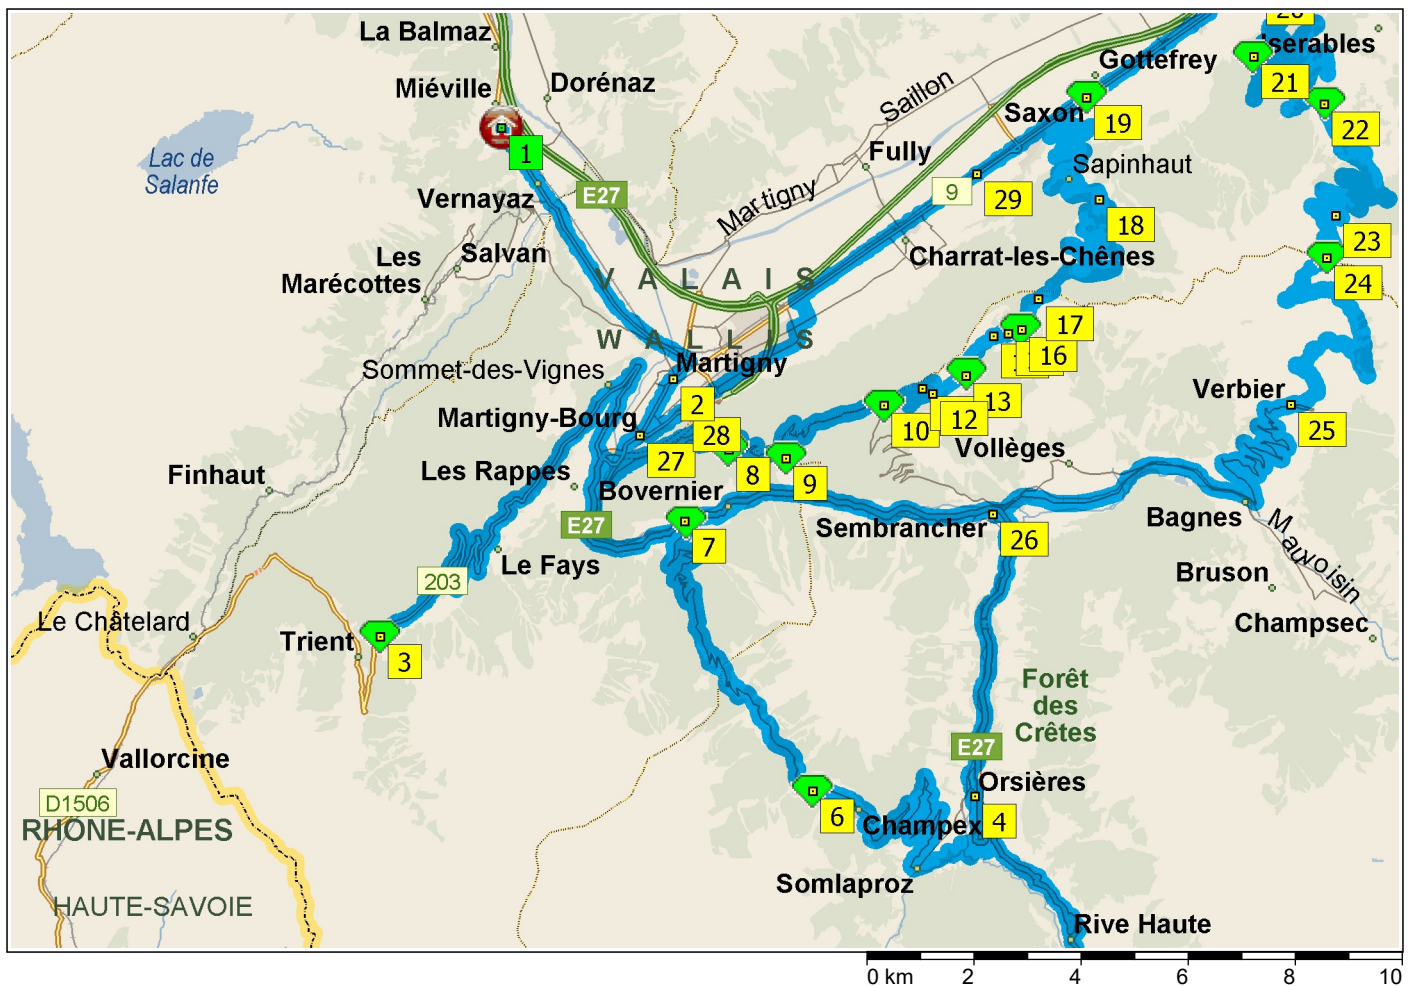 La Balmaz
Miéville
Dorénaz
1
Vernayaz
E27
Lac de
Salanfe
Les
Marécottes
Salvan
Saillon
Gottefrey
Iserables
21
22
Saxon
19
Sapinhaut
Fully
9
29
18
Martigny
Charrat-les-Chênes
VALAIS
WALLIS
23
24
17
16
Sommet-des-Vignes
Martigny
Martigny-Bourg
2
28
27
13
12
10
Verbier
25
Vollèges
Les Rappes
Finhaut
Bovernier
8
9
E27
7
Sembrancher
26
Bagnes
Mauvoisin
Bruson
Champsec
Le Fays
203
Le Châtelard
Trient
3
Forêt
des
Crêtes
E27
Orsières
4
Vallorcine
D1506
RHÔNE-ALPES
HAUTE-SAVOIE
6
Champex
Somlaproz
Rive Haute
0 km 2 4 6 8 10